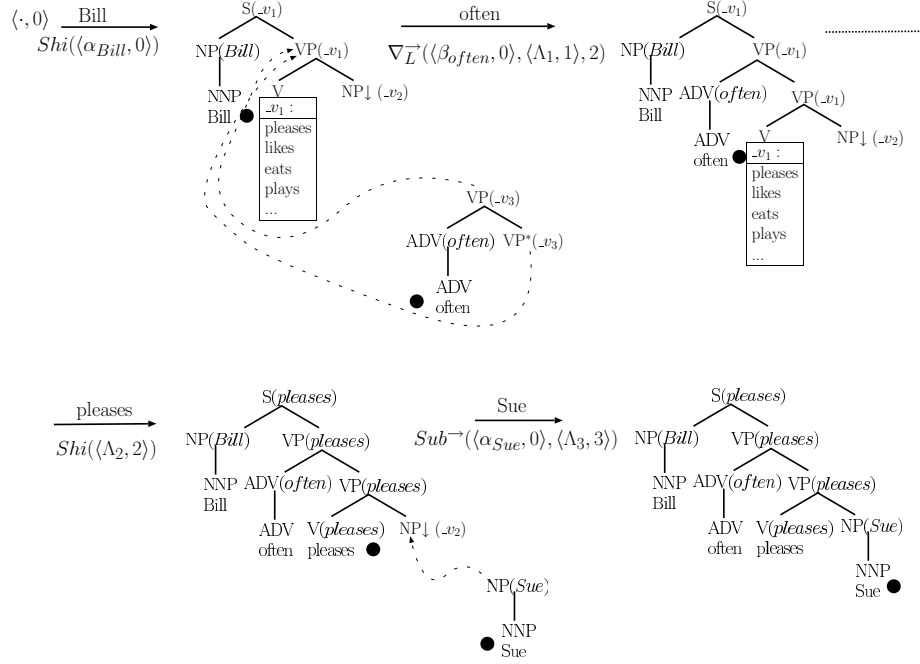 ⟨·, 0⟩ Bill Shi(⟨α_Bill, 0⟩)
S(_v₁)
NP(Bill) VP(_v₁)
NNP V NP↓ (_v₂)
Bill
_v₁ :
pleases
likes
eats
plays
...
often
∇_L^→(⟨β_often, 0⟩, ⟨Λ₁, 1⟩, 2)
VP(_v₃)
ADV(often) VP*(_v₃)
ADV
often
S(_v₁)
NP(Bill) VP(_v₁)
NNP ADV(often) VP(_v₁)
Bill
ADV V NP↓ (_v₂)
often
_v₁ :
pleases
likes
eats
plays
...
pleases
Shi(⟨Λ₂, 2⟩)
S(pleases)
NP(Bill) VP(pleases)
NNP ADV(often) VP(pleases)
Bill
ADV V(pleases) NP↓ (_v₂)
often pleases
NP(Sue)
NNP
Sue
Sue
Sub^→(⟨α_Sue, 0⟩, ⟨Λ₃, 3⟩)
S(pleases)
NP(Bill) VP(pleases)
NNP ADV(often) VP(pleases)
Bill
ADV V(pleases) NP(Sue)
often pleases
NNP
Sue